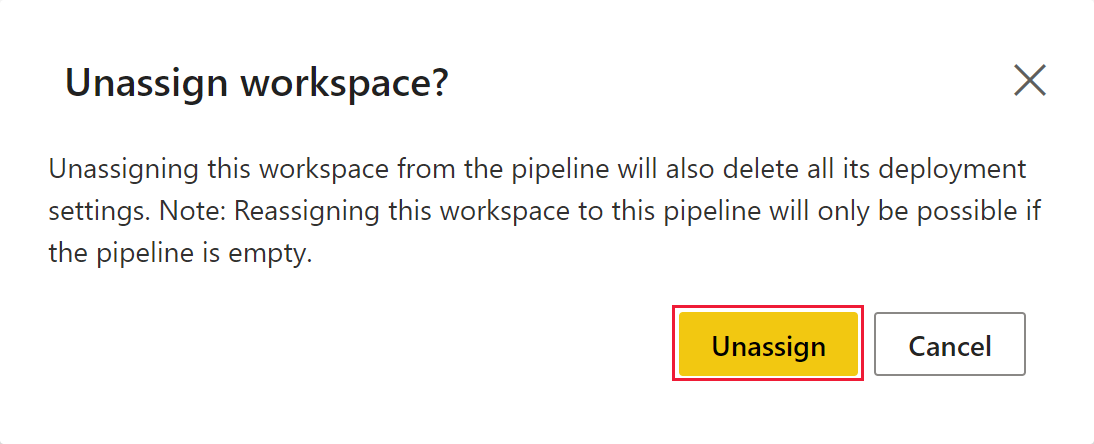 Unassign workspace?
Unassigning this workspace from the pipeline will also delete all its deployment
settings. Note: Reassigning this workspace to this pipeline will only be possible if
the pipeline is empty.
Unassign
Cancel